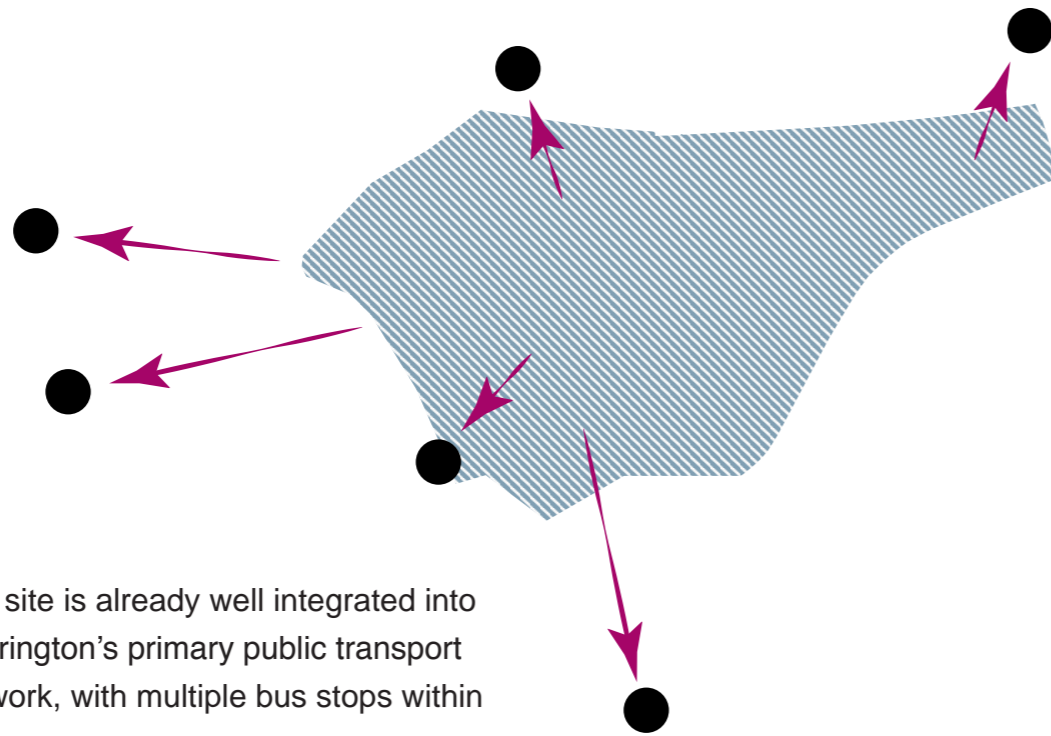 site is already well integrated into
rington’s primary public transport
work, with multiple bus stops within